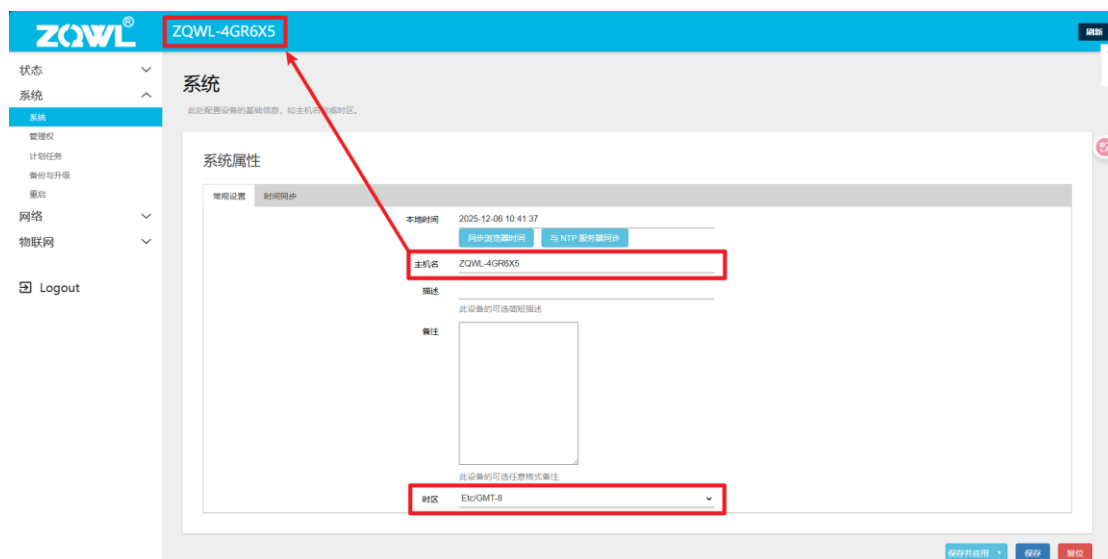 ZQWL®
ZQWL-4GR6X5
刷新
状态
系统
系统
管理权
计划任务
备份与升级
重启
网络
物联网
Logout
系统
此处配置设备的基础信息，如主机名称或时区。
系统属性
常规设置 时间同步
本地时间 2025-12-06 10:41:37
同步浏览器时间 与 NTP 服务器同步
主机名 ZQWL-4GR6X5
描述
此设备的可选简短描述
备注
此设备的可选任意格式备注
时区 Etc/GMT-8
保存并应用 保存 复位